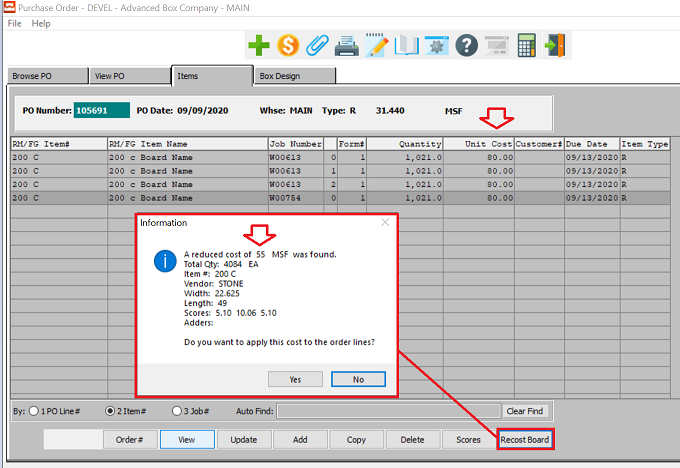 Purchase Order - DEVEL - Advanced Box Company - MAIN
File Help
Browse PO View PO Items Box Design
PO Number: 105691 PO Date: 09/09/2020 Whse: MAIN Type: R 31.440 MSF
RM/FG Item# RM/FG Item Name Job Number Form# Quantity Unit Cost Customer# Due Date Item Type
200 C 200 c Board Name W00613 0 1 1,021.0 80.00 09/13/2020 R
200 C 200 c Board Name W00613 1 1 1,021.0 80.00 09/13/2020 R
200 C 200 c Board Name W00613 2 1 1,021.0 80.00 09/13/2020 R
200 C 200 c Board Name W00754 0 1 1,021.0 80.00 09/13/2020 R
Information
A reduced cost of 55 MSF was found.
Total Qty: 4084 EA
Item #: 200 C
Vendor: STONE
Width: 22.625
Length: 49
Scores: 5.10 10.06 5.10
Adders:
Do you want to apply this cost to the order lines?
Yes No
By: 1 PO Line# 2 Item# 3 Job# Auto Find: Clear Find
Order# View Update Add Copy Delete Scores Recost Board